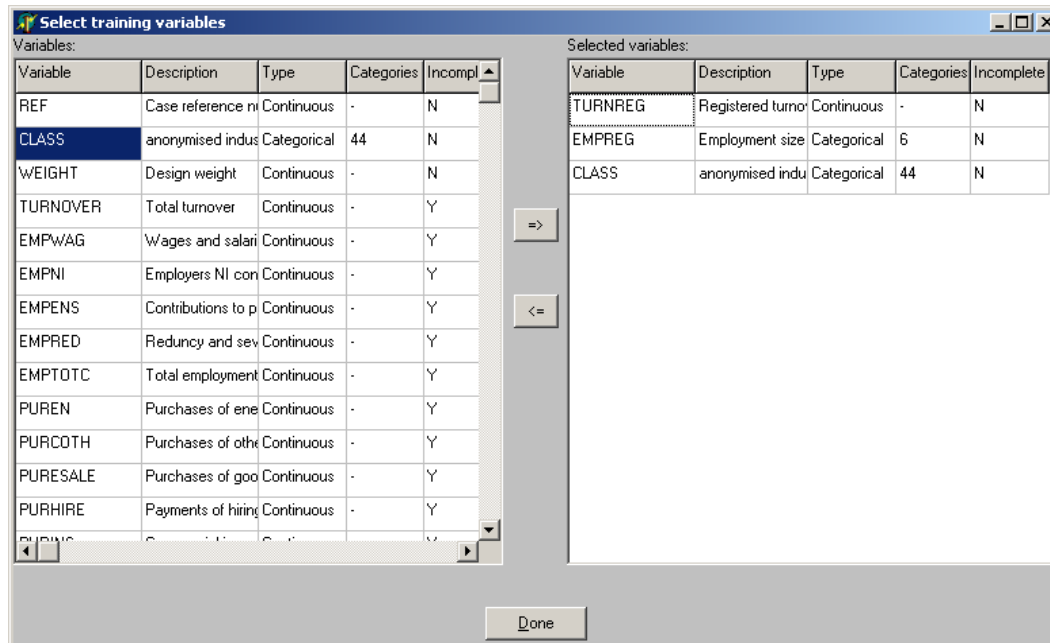 Select training variables
Variables:
Variable Description Type Categories Incompl
REF Case reference nu Continuous - N
CLASS anonymised indus Categorical 44 N
WEIGHT Design weight Continuous - N
TURNOVER Total turnover Continuous - Y
EMPWAG Wages and salari Continuous - Y
EMPNI Employers NI con Continuous - Y
EMPENS Contributions to p Continuous - Y
EMPRED Reduncy and sev Continuous - Y
EMPTOTC Total employment Continuous - Y
PUREN Purchases of ene Continuous - Y
PURCOTH Purchases of othe Continuous - Y
PURESALE Purchases of goo Continuous - Y
PURHIRE Payments of hiring Continuous - Y
=>
<=
Selected variables:
Variable Description Type Categories Incomplete
TURNREG Registered turno Continuous - N
EMPREG Employment size Categorical 6 N
CLASS anonymised indu Categorical 44 N
Done